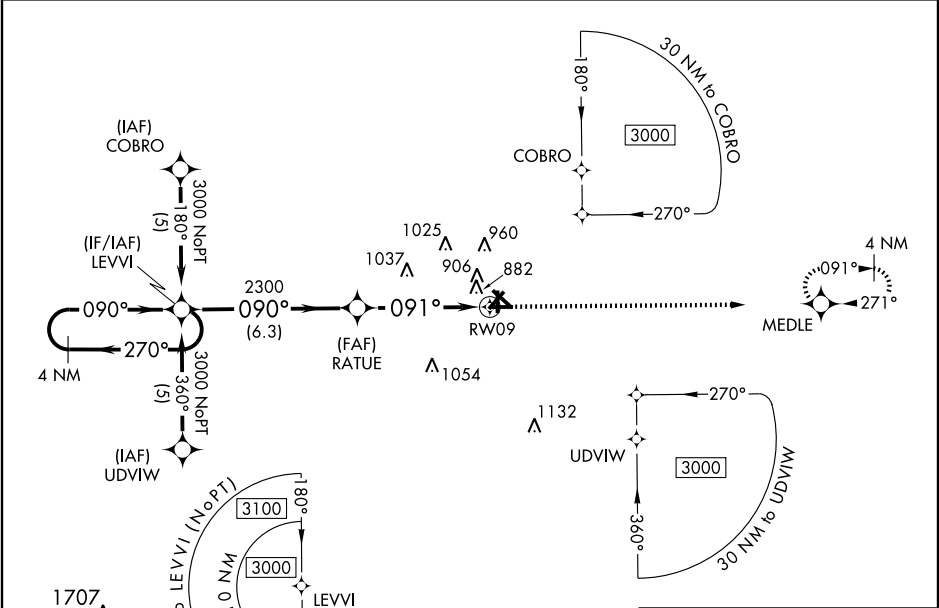 30 NM to COBRO
180°
3000
COBRO
270°
(IAF)
COBRO
3000 NoPT
180°
(5)
(IF/IAF)
LEVVI
1025
960
1037
906
882
4 NM
091°
271°
MEDLE
090°
2300
090°
(6.3)
091°
RW09
(FAF)
RATUE
270°
4 NM
3000 NoPT
360°
(5)
1054
(IAF)
UDVIW
1132
270°
UDVIW
3000
360°
30 NM to UDVIW
LEVVI (NoPT)
3100
180°
0 NM
3000
LEVVI
1707